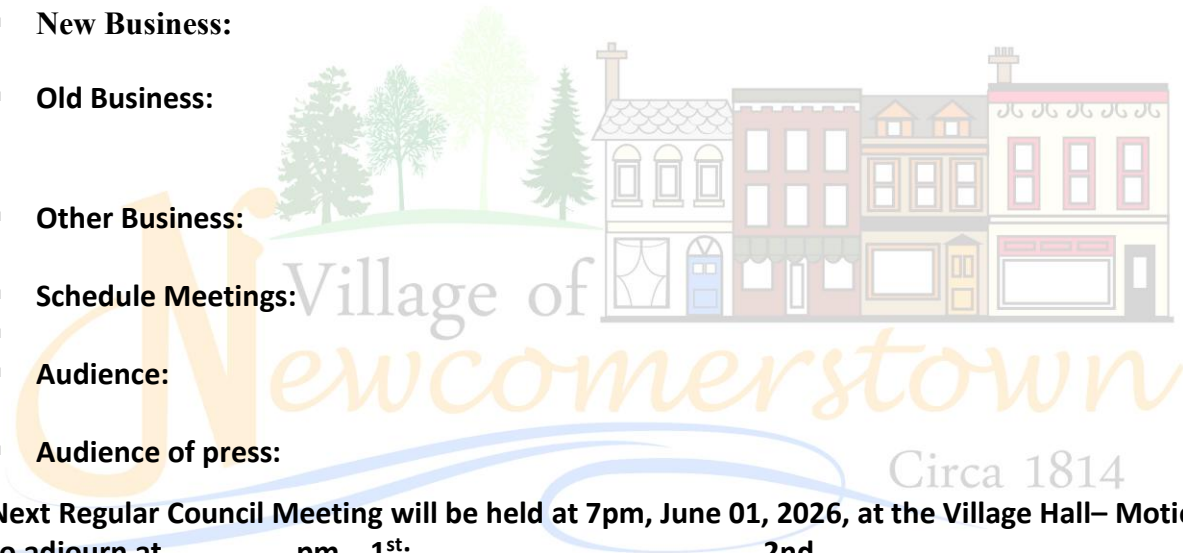 New Business:
Old Business:
Other Business:
Village of
Schedule Meetings:
Newcomerstown
Audience:
Audience of press:
Circa 1814
Next Regular Council Meeting will be held at 7pm, June 01, 2026, at the Village Hall–
to adjourn at __________ pm 1st: __________ 2nd